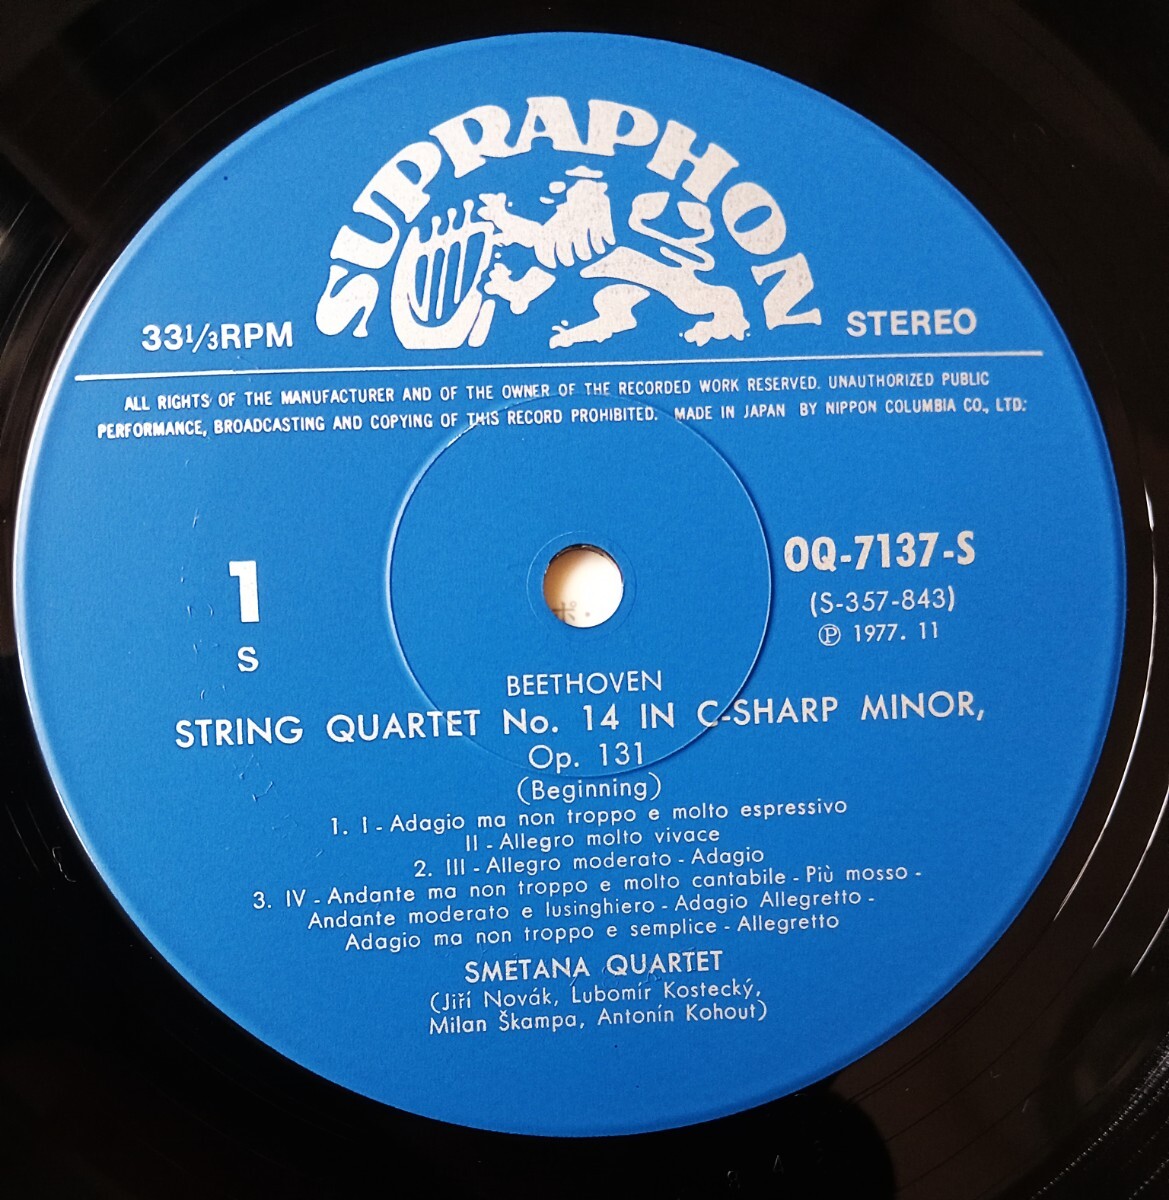 SUPRAPHON
33 1/3 RPM
STEREO
ALL RIGHTS OF THE MANUFACTURER AND OF THE OWNER OF THE RECORDED WORK RESERVED. UNAUTHORIZED PUBLIC
PERFORMANCE, BROADCASTING AND COPYING OF THIS RECORD PROHIBITED. MADE IN JAPAN BY NIPPON COLUMBIA CO., LTD.
1
S
OQ-7137-S
(S-357-843)
Ⓟ 1977. 11
BEETHOVEN
STRING QUARTET No. 14 IN C-SHARP MINOR,
Op. 131
(Beginning)
1. I - Adagio ma non troppo e molto espressivo
II - Allegro molto vivace
2. III - Allegro moderato - Adagio
3. IV - Andante ma non troppo e molto cantabile - Più mosso -
Andante moderato e lusinghiero - Adagio Allegretto -
Adagio ma non troppo e semplice - Allegretto
SMETANA QUARTET
(Jiří Novák, Lubomír Kostecký,
Milan Škampa, Antonín Kohout)